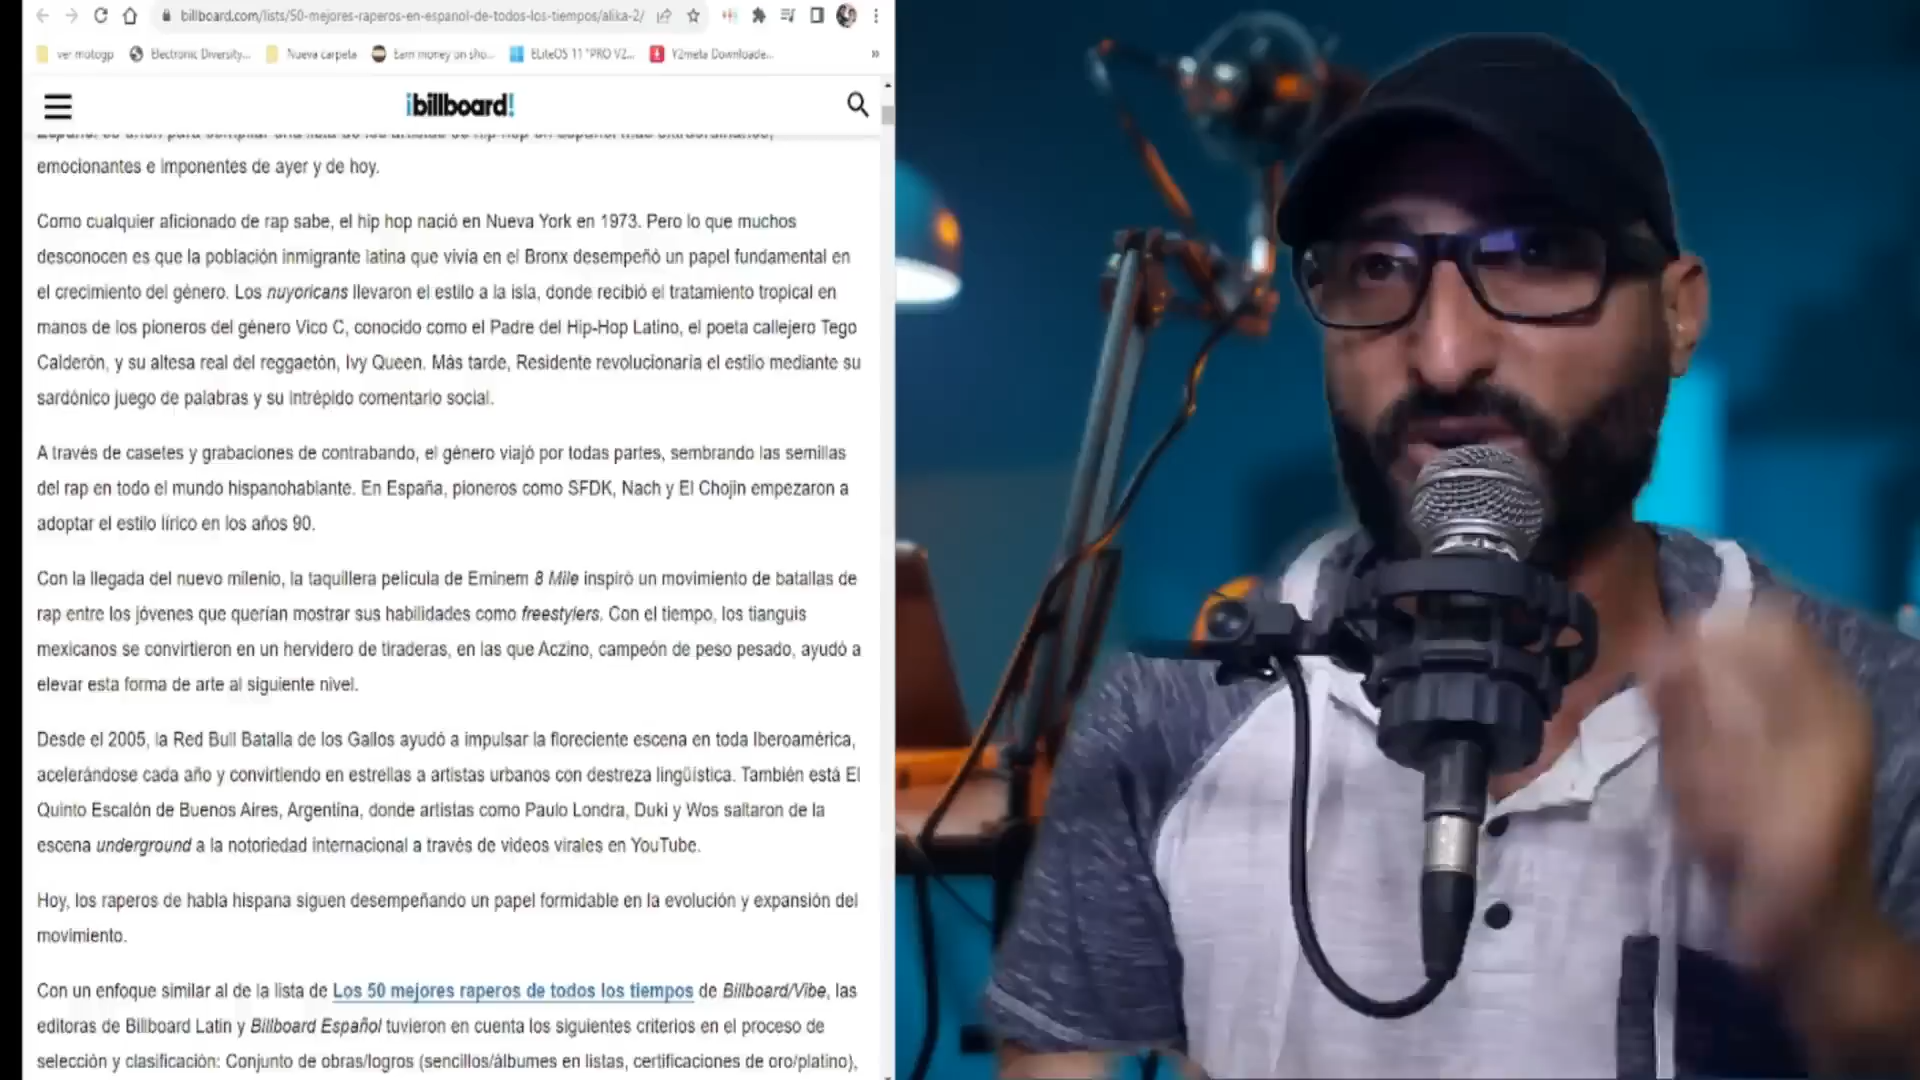 billboard.com/lists/50-mejores-raperos-en-espanol-de-todos-los-tiempos/alika-2/
ver motogp
Electronic Diversity...
Nueva carpeta
Earn money on sho...
ELiteOS 11 "PRO V2...
Y2meta Downloade...
»
billboard!
emocionantes e imponentes de ayer y de hoy.
Como cualquier aficionado de rap sabe, el hip hop nació en Nueva York en 1973. Pero lo que muchos
desconocen es que la población inmigrante latina que vivía en el Bronx desempeñó un papel fundamental en
el crecimiento del género. Los nuyoricans llevaron el estilo a la isla, donde recibió el tratamiento tropical en
manos de los pioneros del género Vico C, conocido como el Padre del Hip-Hop Latino, el poeta callejero Tego
Calderón, y su altesa real del reggaetón, Ivy Queen. Más tarde, Residente revolucionaría el estilo mediante su
sardónico juego de palabras y su intrépido comentario social.
A través de casetes y grabaciones de contrabando, el género viajó por todas partes, sembrando las semillas
del rap en todo el mundo hispanohablante. En España, pioneros como SFDK, Nach y El Chojin empezaron a
adoptar el estilo lírico en los años 90.
Con la llegada del nuevo milenio, la taquillera película de Eminem 8 Mile inspiró un movimiento de batallas de
rap entre los jóvenes que querían mostrar sus habilidades como freestylers. Con el tiempo, los tianguis
mexicanos se convirtieron en un hervidero de tiraderas, en las que Aczino, campeón de peso pesado, ayudó a
elevar esta forma de arte al siguiente nivel.
Desde el 2005, la Red Bull Batalla de los Gallos ayudó a impulsar la floreciente escena en toda Iberoamérica,
acelerándose cada año y convirtiendo en estrellas a artistas urbanos con destreza lingüística. También está El
Quinto Escalón de Buenos Aires, Argentina, donde artistas como Paulo Londra, Duki y Wos saltaron de la
escena underground a la notoriedad internacional a través de videos virales en YouTube.
Hoy, los raperos de habla hispana siguen desempeñando un papel formidable en la evolución y expansión del
movimiento.
Con un enfoque similar al de la lista de Los 50 mejores raperos de todos los tiempos de Billboard/Vibe, las
editoras de Billboard Latin y Billboard Español tuvieron en cuenta los siguientes criterios en el proceso de
selección y clasificación: Conjunto de obras/logros (sencillos/álbumes en listas, certificaciones de oro/platino),